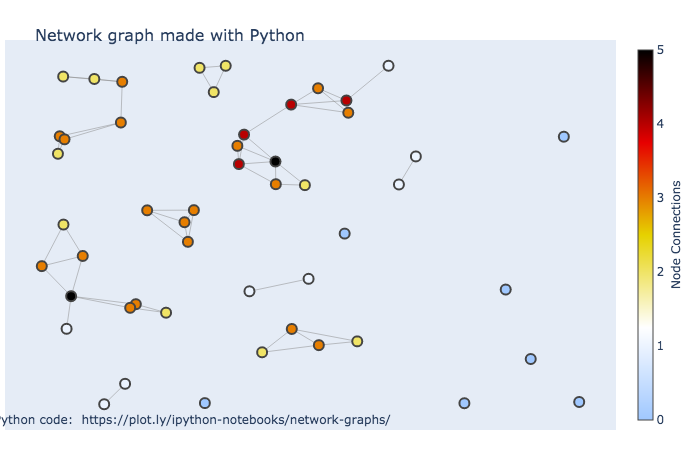 Network graph made with Python
5
4
3
2
1
0
Node Connections
ython code: https://plot.ly/ipython-notebooks/network-graphs/